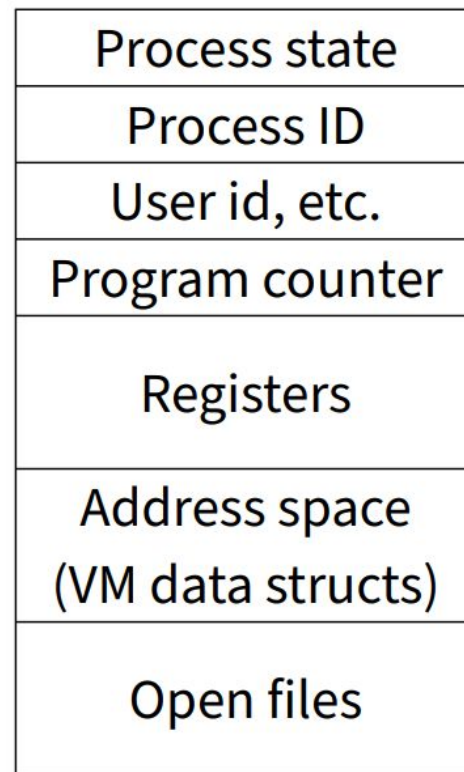 Process state
Process ID
User id, etc.
Program counter
Registers
Address space
(VM data structs)
Open files